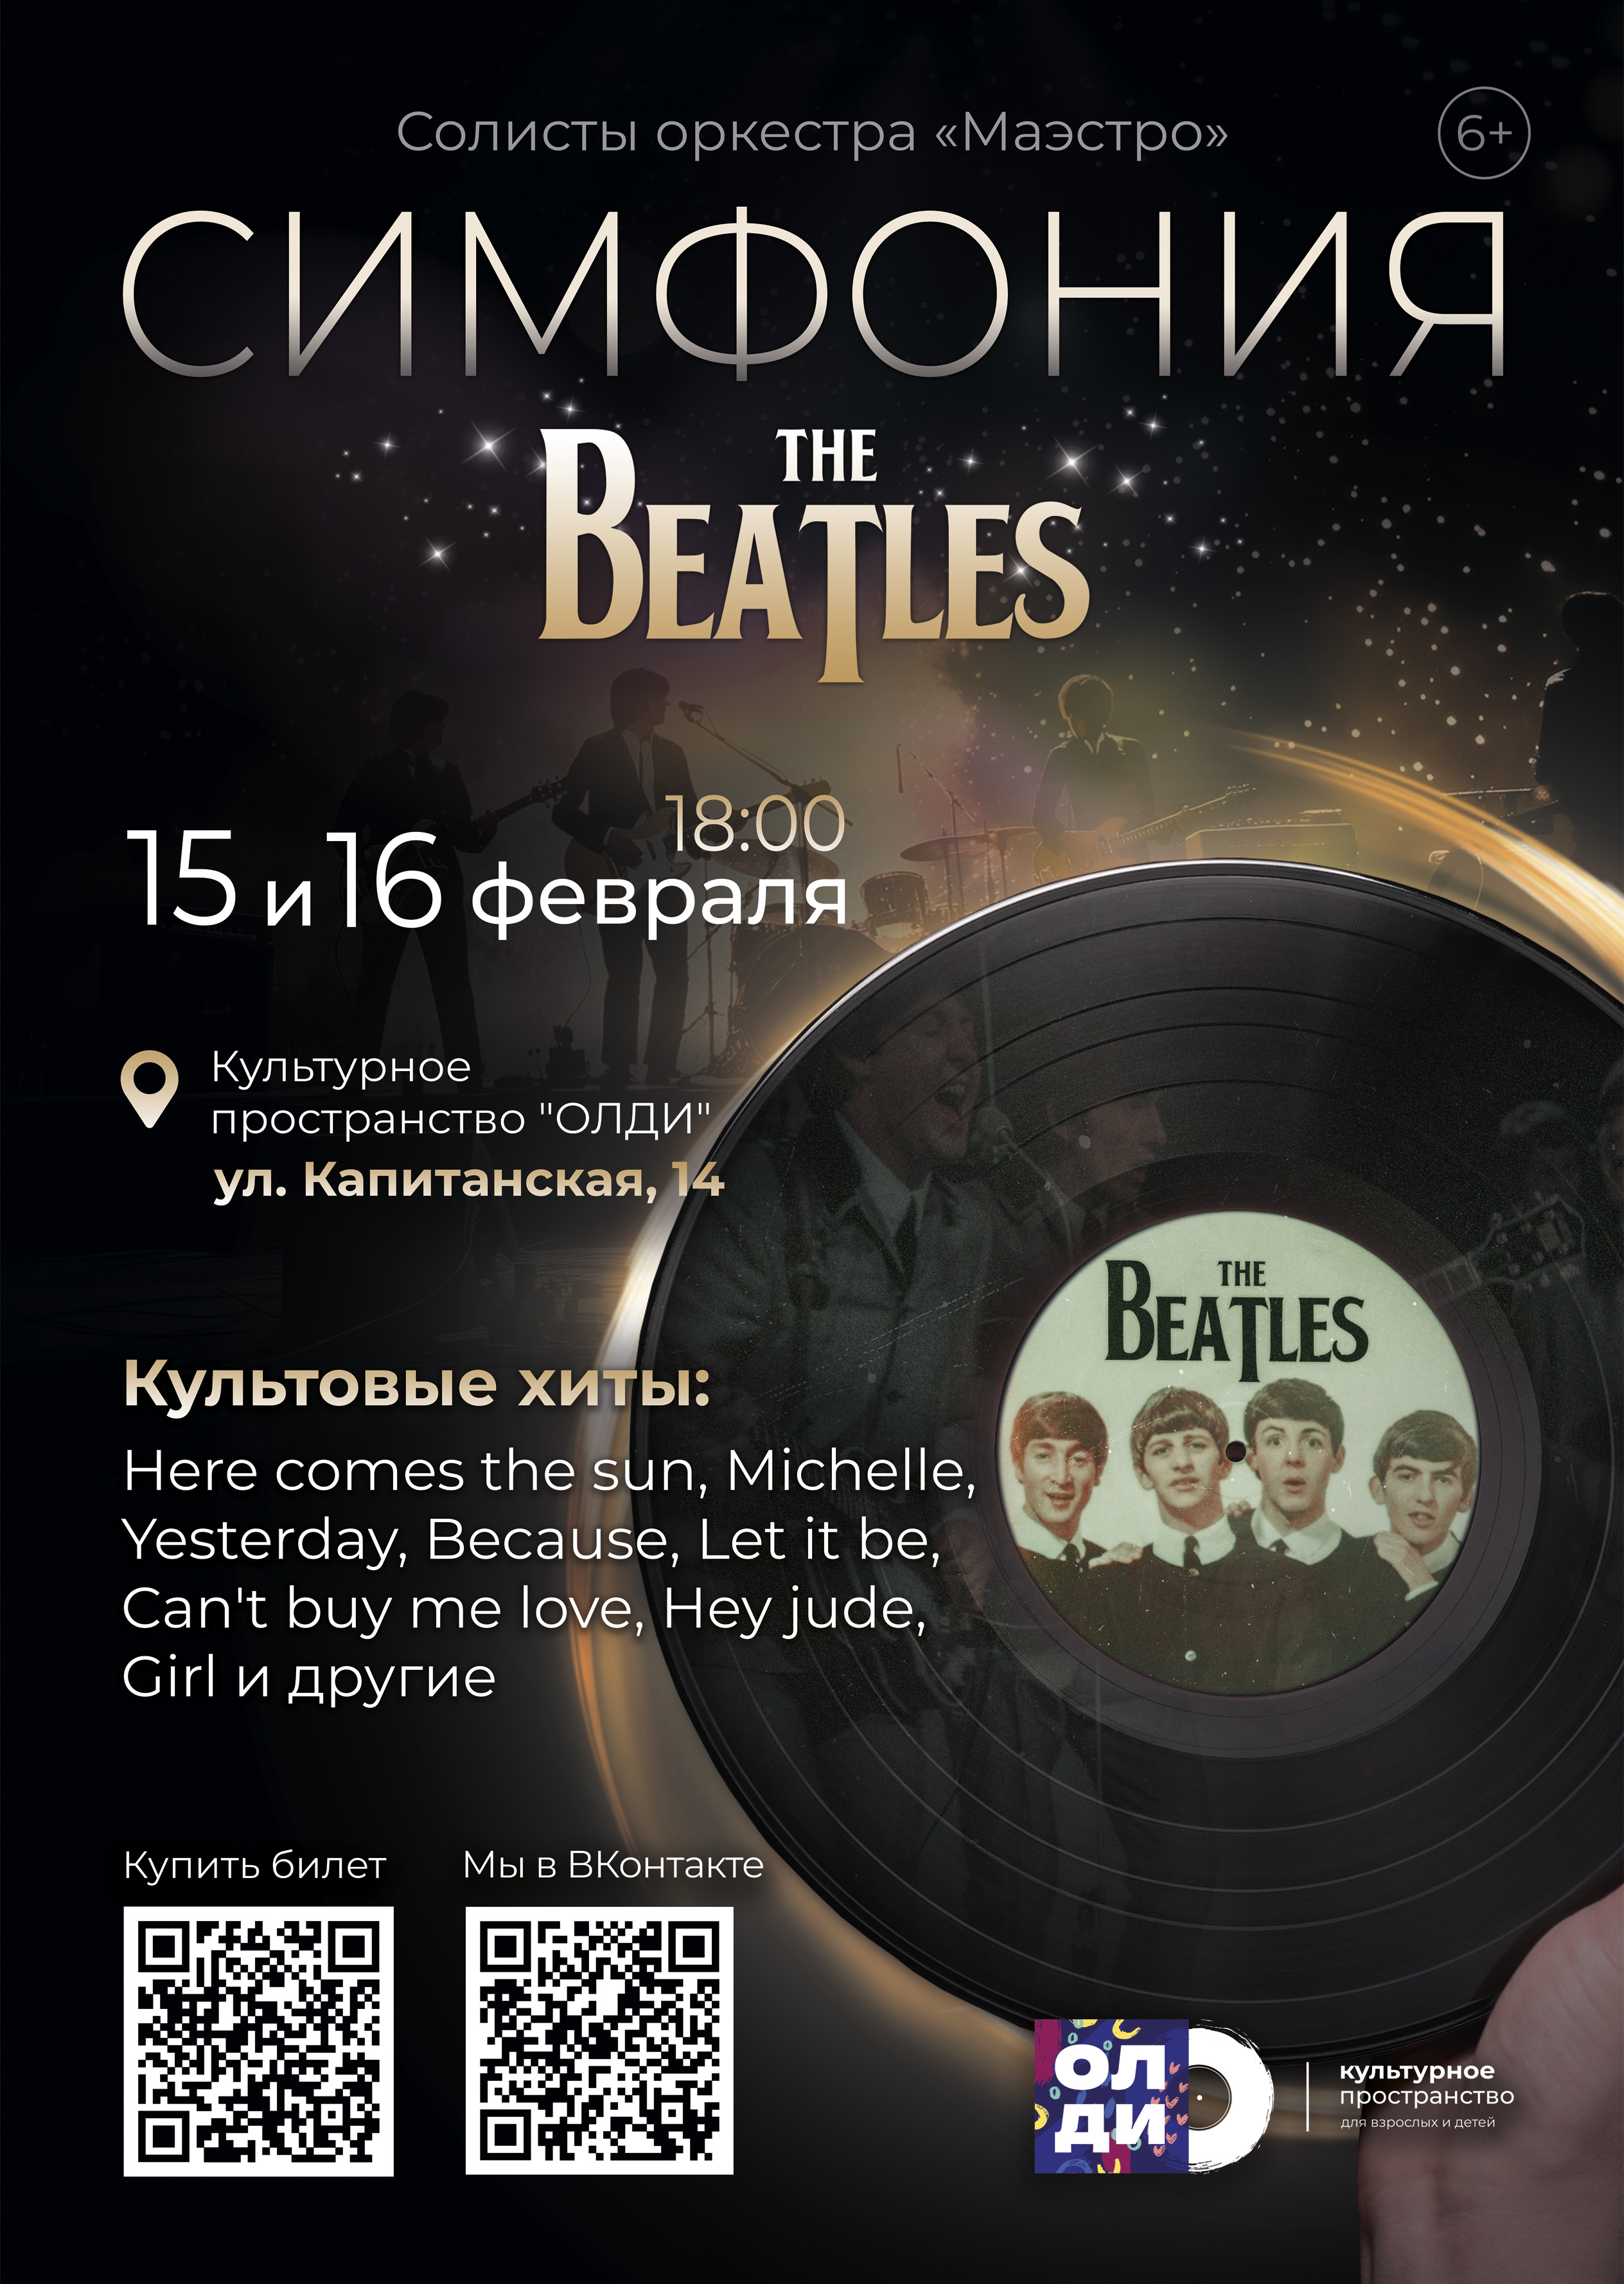 Солисты оркестра «Маэстро»
6+
СИМФОНИЯ
THE
BEATLES
18:00
15 и 16 февраля
Культурное
пространство "ОЛДИ"
ул. Капитанская, 14
THE
BEATLES
Культовые хиты:
Here comes the sun, Michelle,
Yesterday, Because, Let it be,
Can't buy me love, Hey jude,
Girl и другие
Купить билет
Мы в ВКонтакте
ОЛ
ДИ
культурное
пространство
для взрослых и детей